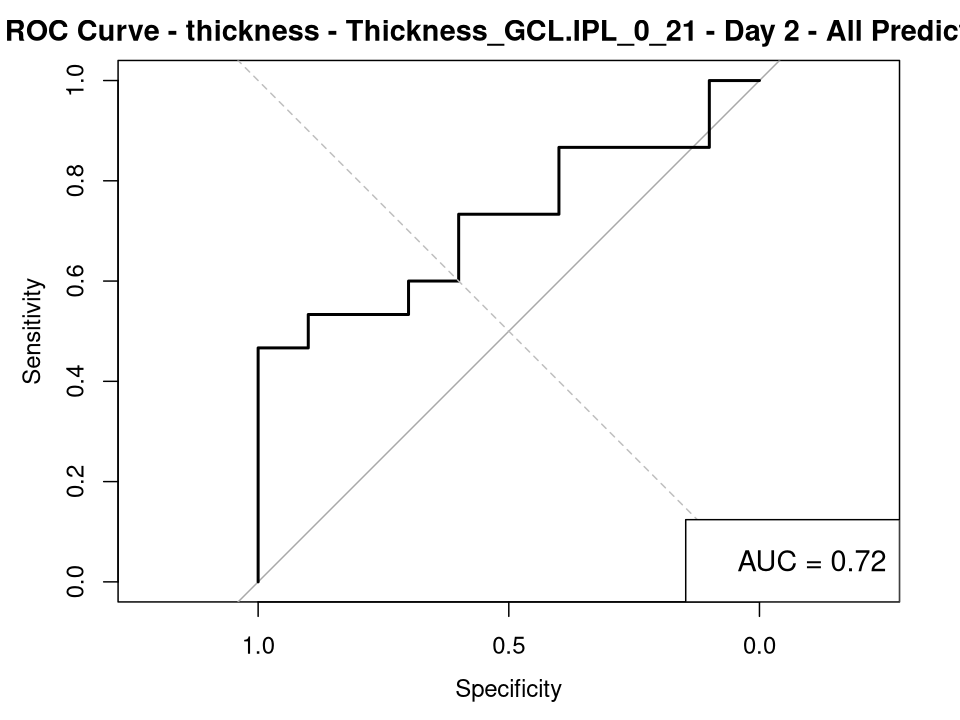 ROC Curve - thickness - Thickness_GCL.IPL_0_21 - Day 2 - All Predic
Sensitivity
1.0
0.8
0.6
0.4
0.2
0.0
AUC = 0.72
1.0 0.5 0.0
Specificity